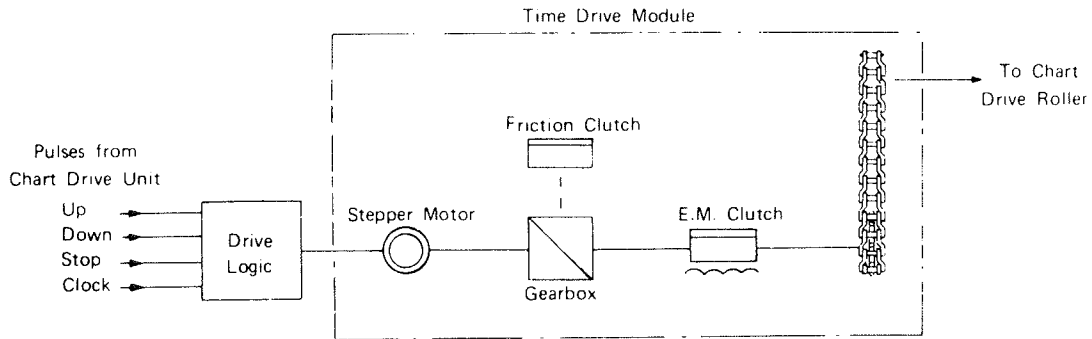 Time Drive Module
To Chart
Drive Roller
Friction Clutch
Pulses from
Chart Drive Unit
Up
Down
Stop
Clock
Drive
Logic
Stepper Motor
E.M. Clutch
Gearbox